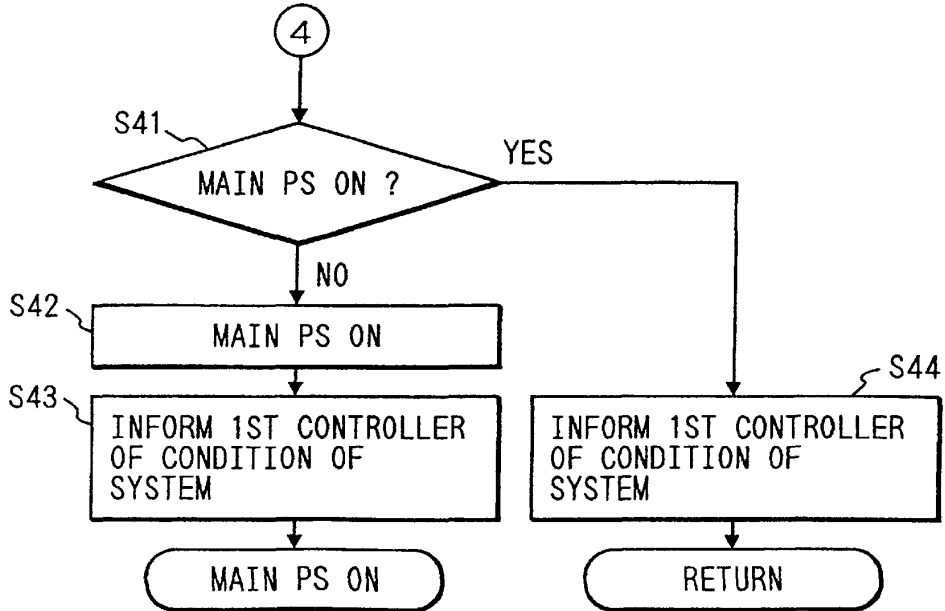 4
S41
MAIN PS ON ?
YES
NO
S42
MAIN PS ON
S43
INFORM 1ST CONTROLLER
OF CONDITION OF
SYSTEM
S44
INFORM 1ST CONTROLLER
OF CONDITION OF
SYSTEM
MAIN PS ON
RETURN